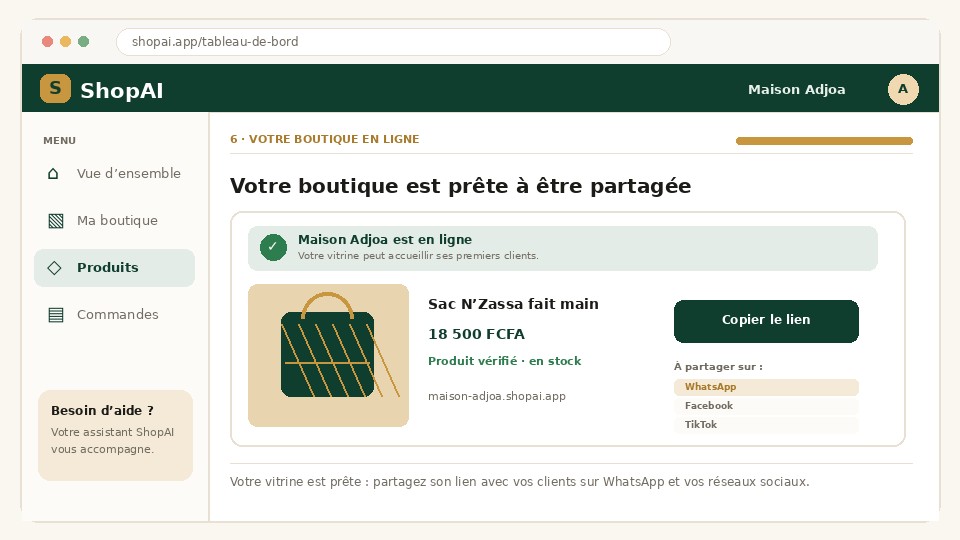 shopai.app/tableau-de-bord
S ShopAI
Maison Adjoa
A
MENU
Vue d’ensemble
Ma boutique
Produits
Commandes
Besoin d’aide ?
Votre assistant ShopAI
vous accompagne.
6 · VOTRE BOUTIQUE EN LIGNE
Votre boutique est prête à être partagée
✓
Maison Adjoa est en ligne
Votre vitrine peut accueillir ses premiers clients.
Sac N’Zassa fait main
18 500 FCFA
Produit vérifié · en stock
maison-adjoa.shopai.app
Copier le lien
À partager sur :
WhatsApp
Facebook
TikTok
Votre vitrine est prête : partagez son lien avec vos clients sur WhatsApp et vos réseaux sociaux.